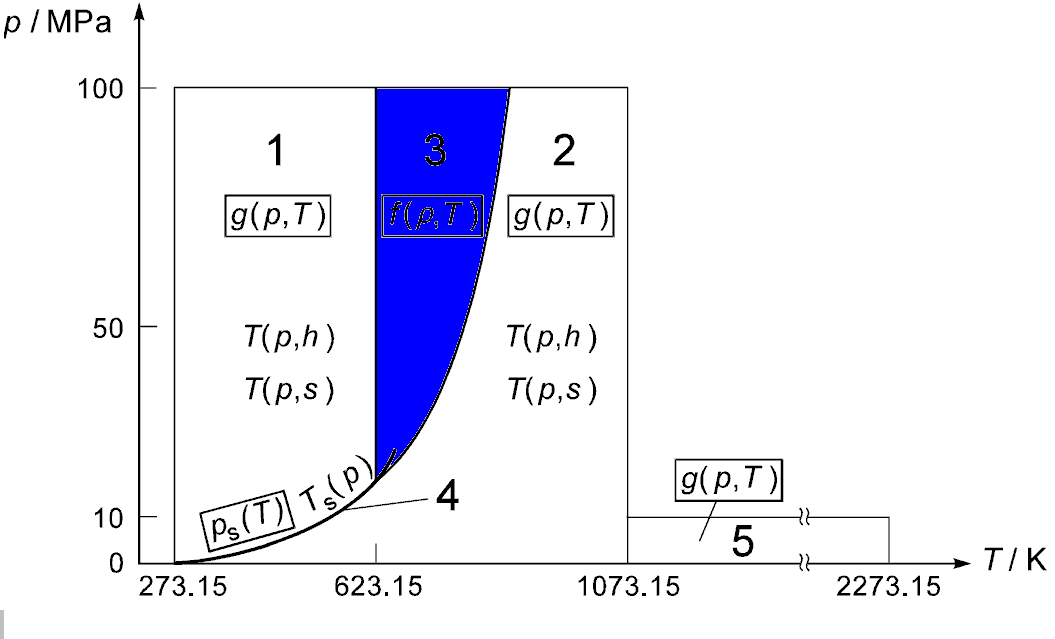 p / MPa
100
1
3
2
g(p,T)
f(ρ,T)
g(p,T)
50
T(p,h)
T(p,h)
T(p,s)
T(p,s)
pₛ(T) Tₛ(p)
4
g(p,T)
10
5
0
T / K
273.15
623.15
1073.15
2273.15